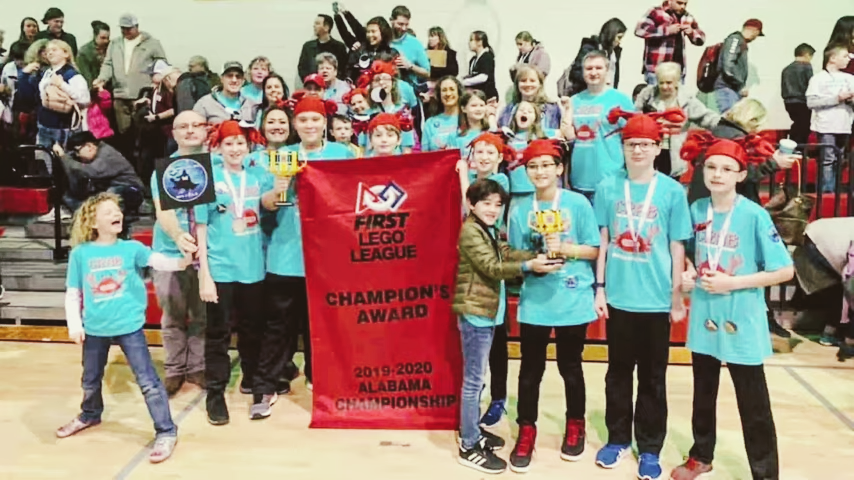 FIRST
LEGO
LEAGUE
CHAMPION'S
AWARD
2019-2020
ALABAMA
CHAMPIONSHIP